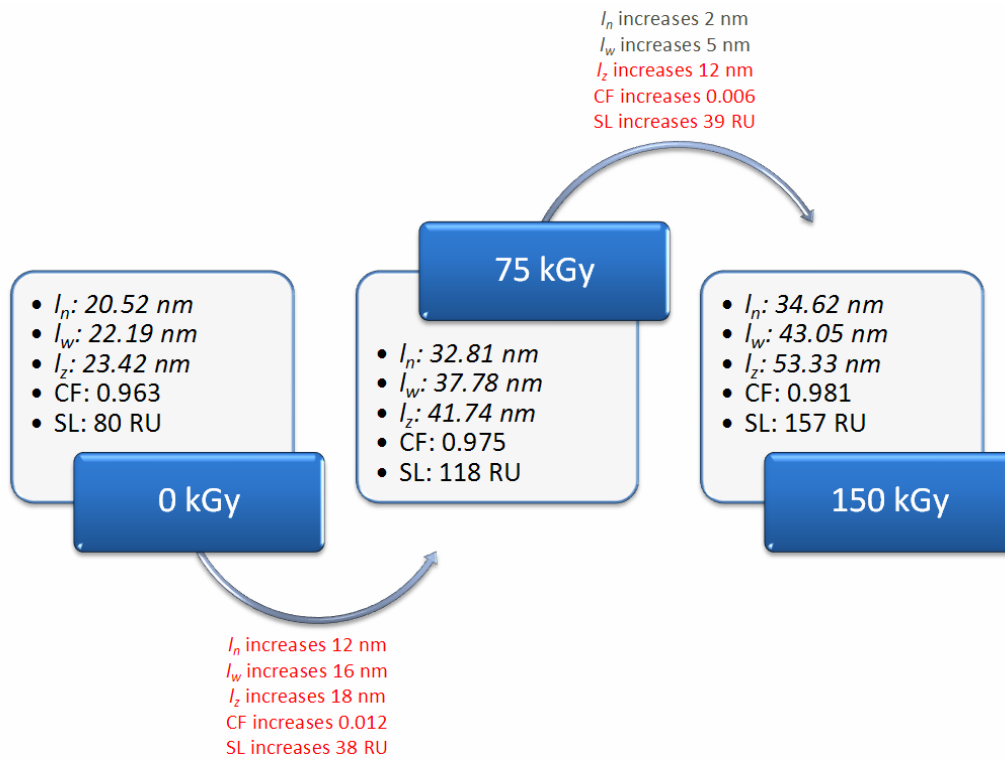 l_n increases 2 nm
l_w increases 5 nm
l_z increases 12 nm
CF increases 0.006
SL increases 39 RU
75 kGy
• l_n: 20.52 nm
• l_w: 22.19 nm
• l_z: 23.42 nm
• CF: 0.963
• SL: 80 RU
0 kGy
• l_n: 32.81 nm
• l_w: 37.78 nm
• l_z: 41.74 nm
• CF: 0.975
• SL: 118 RU
• l_n: 34.62 nm
• l_w: 43.05 nm
• l_z: 53.33 nm
• CF: 0.981
• SL: 157 RU
150 kGy
l_n increases 12 nm
l_w increases 16 nm
l_z increases 18 nm
CF increases 0.012
SL increases 38 RU